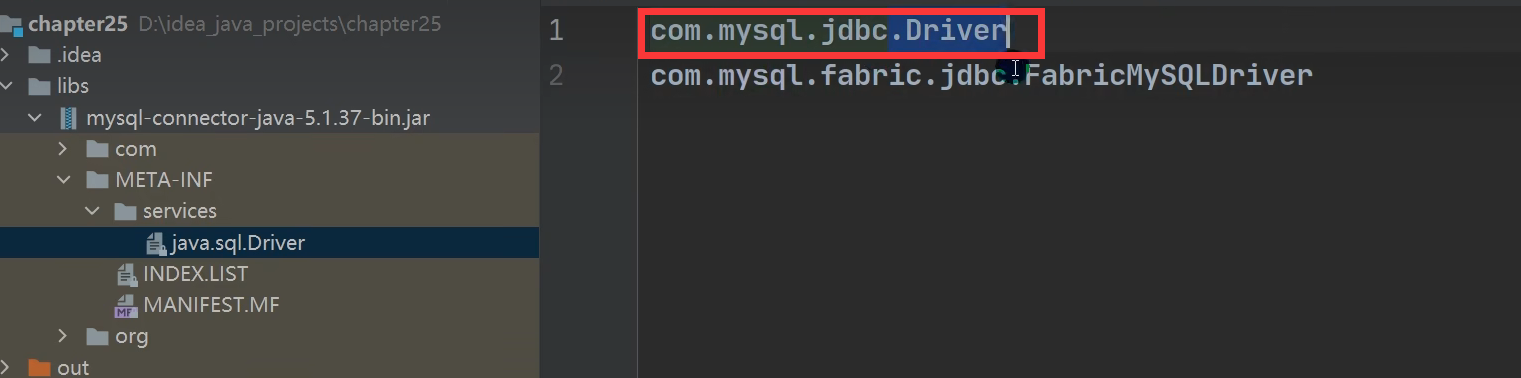 chapter25 D:\idea_java_projects\chapter25
.idea
libs
mysql-connector-java-5.1.37-bin.jar
com
META-INF
services
java.sql.Driver
INDEX.LIST
MF MANIFEST.MF
org
out
1 com.mysql.jdbc.Driver
2 com.mysql.fabric.jdbc.FabricMySQLDriver